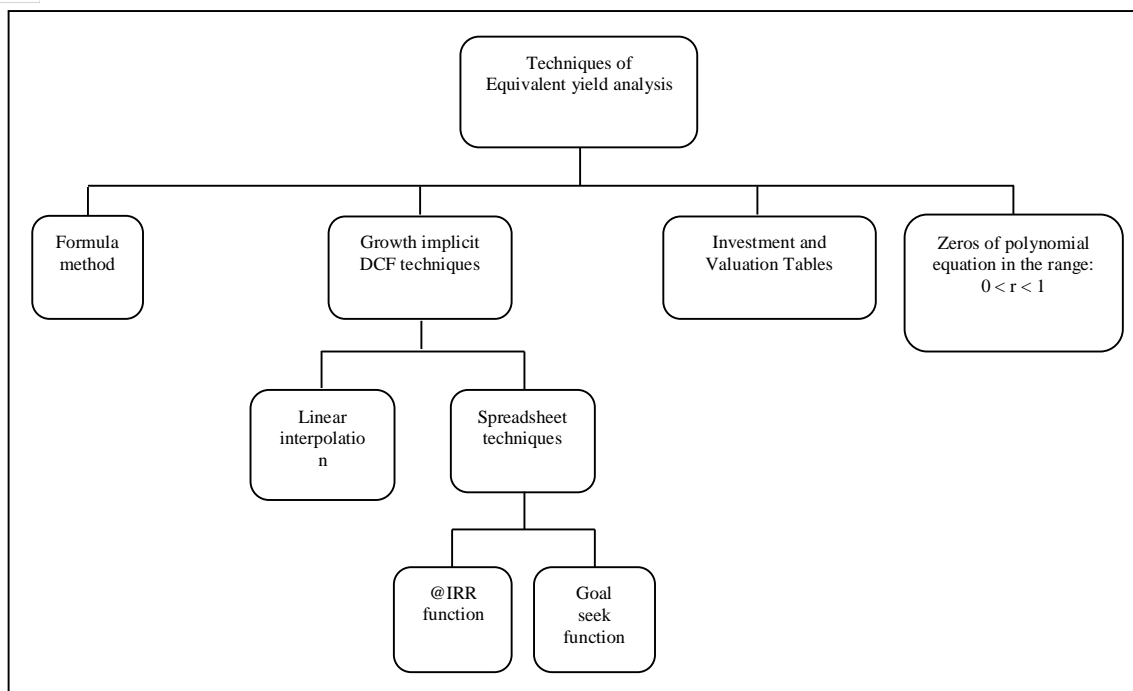 Techniques of
Equivalent yield analysis
Formula
method
Growth implicit
DCF techniques
Investment and
Valuation Tables
Zeros of polynomial
equation in the range:
0 < r < 1
Linear
interpolatio
n
Spreadsheet
techniques
@IRR
function
Goal
seek
function